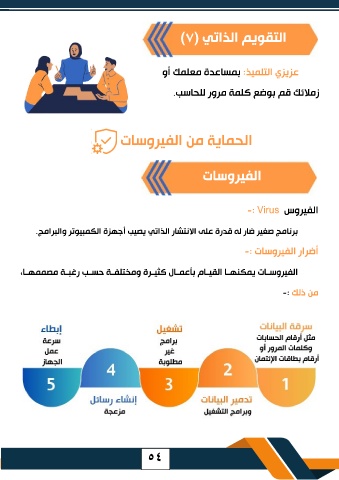 التقويم الذاتي (٧)
عزيزي التلميذ: بمساعدة معلمك أو
زملائك قم بوضع كلمة مرور للحاسب.
الحماية من الفيروسات
الفيروسات
الفيروس Virus :-
برنامج صغير ضار له قدرة على الانتشار الذاتي يصيب أجهزة الكمبيوتر والبرامج.
أضرار الفيروسات :-
الفيروسات يمكنها القيام بأعمال كثيرة ومختلفة حسب رغبة مصممها،
من ذلك :-
سرقة البيانات
مثل أرقام الحسابات
وكلمات المرور أو
أرقام بطاقات الإئتمان
1
2
تدمير البيانات
وبرامج التشغيل
تشغيل
برامج
غير
مطلوبة
3
4
إنشاء رسائل
مزعجة
إبطاء
سرعة
عمل
الجهاز
5
٥٤